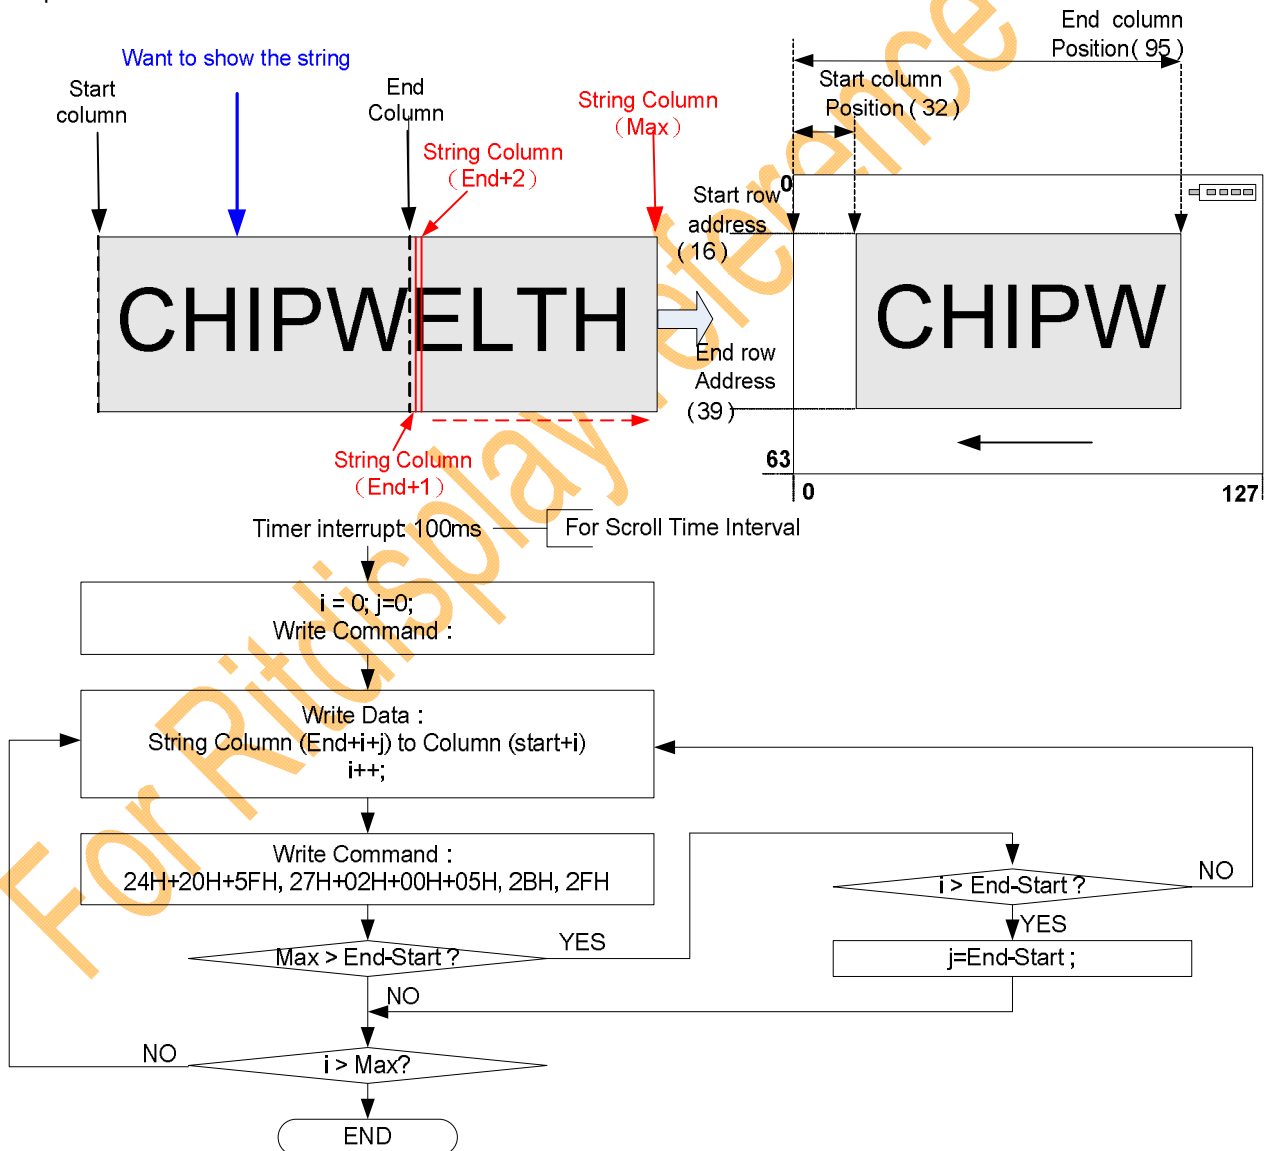 End column
Position( 95 )
Want to show the string
Start column
Position ( 32 )
Start
column
End
Column
String Column
（Max）
String Column
（End+2）
0
Start row
address
(16)
CHIPWELTH
CHIPW
End row
Address
(39)
String Column
（End+1）
63
0
127
Timer interrupt: 100ms
For Scroll Time Interval
i = 0; j=0;
Write Command :
Write Data :
String Column (End+i+j) to Column (start+i)
i++;
Write Command :
24H+20H+5FH, 27H+02H+00H+05H, 2BH, 2FH
i > End-Start ?
NO
YES
Max > End-Start ?
YES
j=End-Start ;
NO
NO
i > Max?
END
For Ritdisplay reference